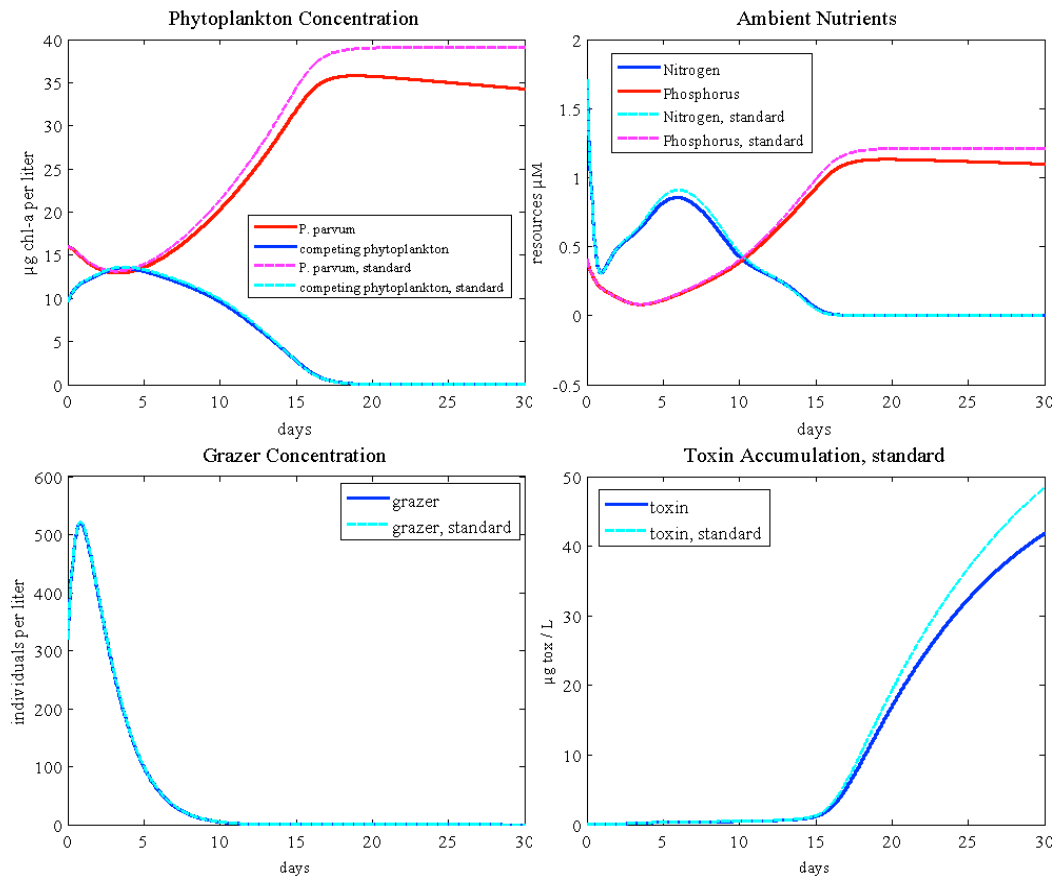 Phytoplankton Concentration
µg chl-a per liter
40
35
30
25
20
15
10
5
0
P. parvum
competing phytoplankton
P. parvum, standard
competing phytoplankton, standard
0 5 10 15 20 25 30
days
Ambient Nutrients
resources µM
2
1.5
1
0.5
0
-0.5
Nitrogen
Phosphorus
Nitrogen, standard
Phosphorus, standard
0 5 10 15 20 25 30
days
Grazer Concentration
individuals per liter
600
500
400
300
200
100
0
grazer
grazer, standard
0 5 10 15 20 25 30
days
Toxin Accumulation, standard
µg tox / L
50
40
30
20
10
0
toxin
toxin, standard
0 5 10 15 20 25 30
days